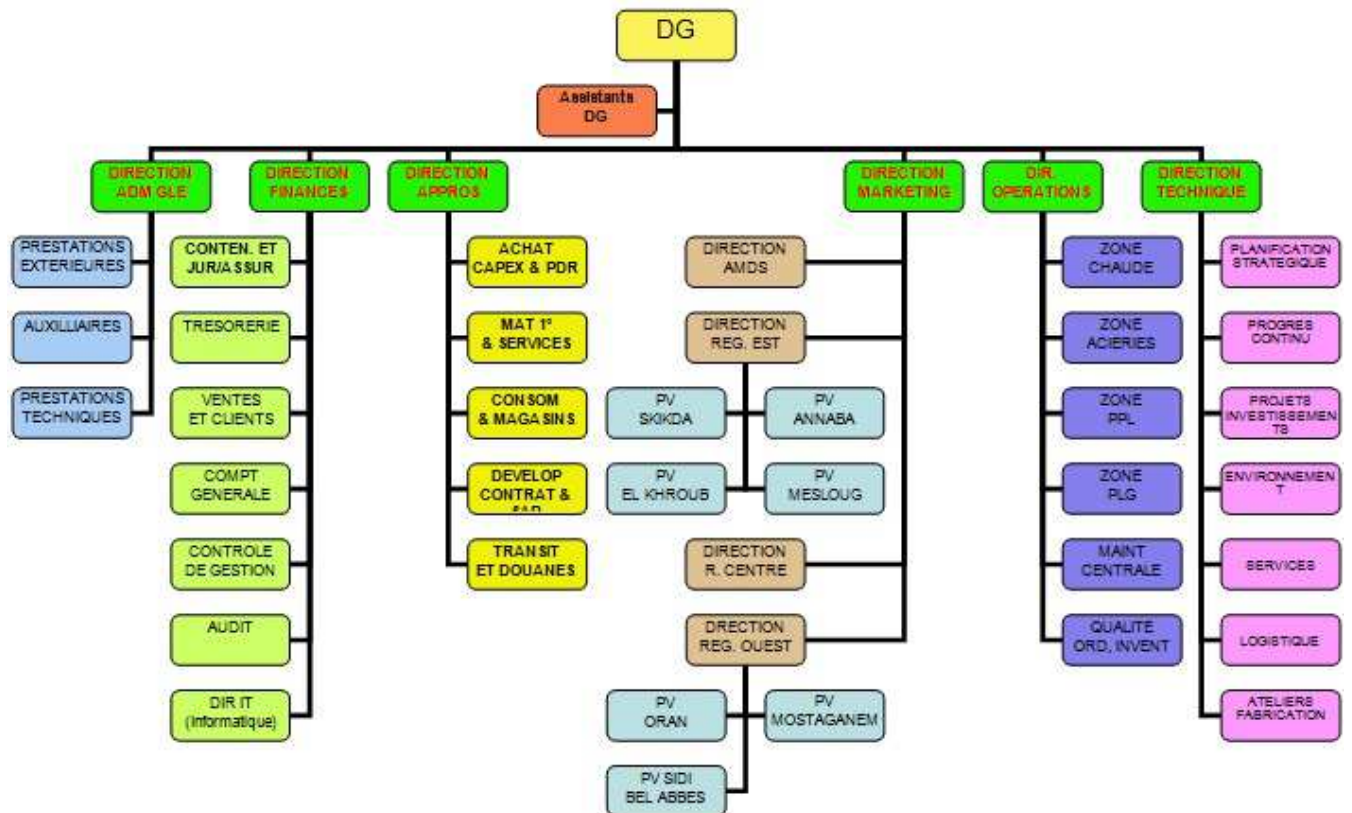 DG
Assistants
DG
DIRECTION
ADM GLE
DIRECTION
FINANCES
DIRECTION
APPROS
DIRECTION
MARKETING
DIR.
OPERATIONS
DIRECTION
TECHNIQUE
PRESTATIONS
EXTERIEURES
AUXILLIAIRES
PRESTATIONS
TECHNIQUES
CONTEN. ET
JUR/ASSUR
TRESORERIE
VENTES
ET CLIENTS
COMPT
GENERALE
CONTROLE
DE GESTION
AUDIT
DIR IT
(Informatique)
ACHAT
CAPEX & PDR
MAT 1º
& SERVICES
CONSOM
& MAGASINS
DEVELOP
CONTRAT &
TRANSIT
ET DOUANES
DIRECTION
AMDS
DIRECTION
REG. EST
PV
SKIKDA
PV
ANNABA
PV
EL KHROUB
PV
MESLOUG
DIRECTION
R. CENTRE
DRECTION
REG. OUEST
PV
ORAN
PV
MOSTAGANEM
PV SIDI
BEL ABBES
ZONE
CHAUDE
ZONE
ACIERIES
ZONE
PPL
ZONE
PLG
MAINT
CENTRALE
QUALITE
ORD, INVENT
PLANIFICATION
STRATEGIQUE
PROGRES
CONTINU
PROJETS
INVESTISSEMEN
TS
ENVIRONNEMEN
T
SERVICES
LOGISTIQUE
ATELIERS
FABRICATION